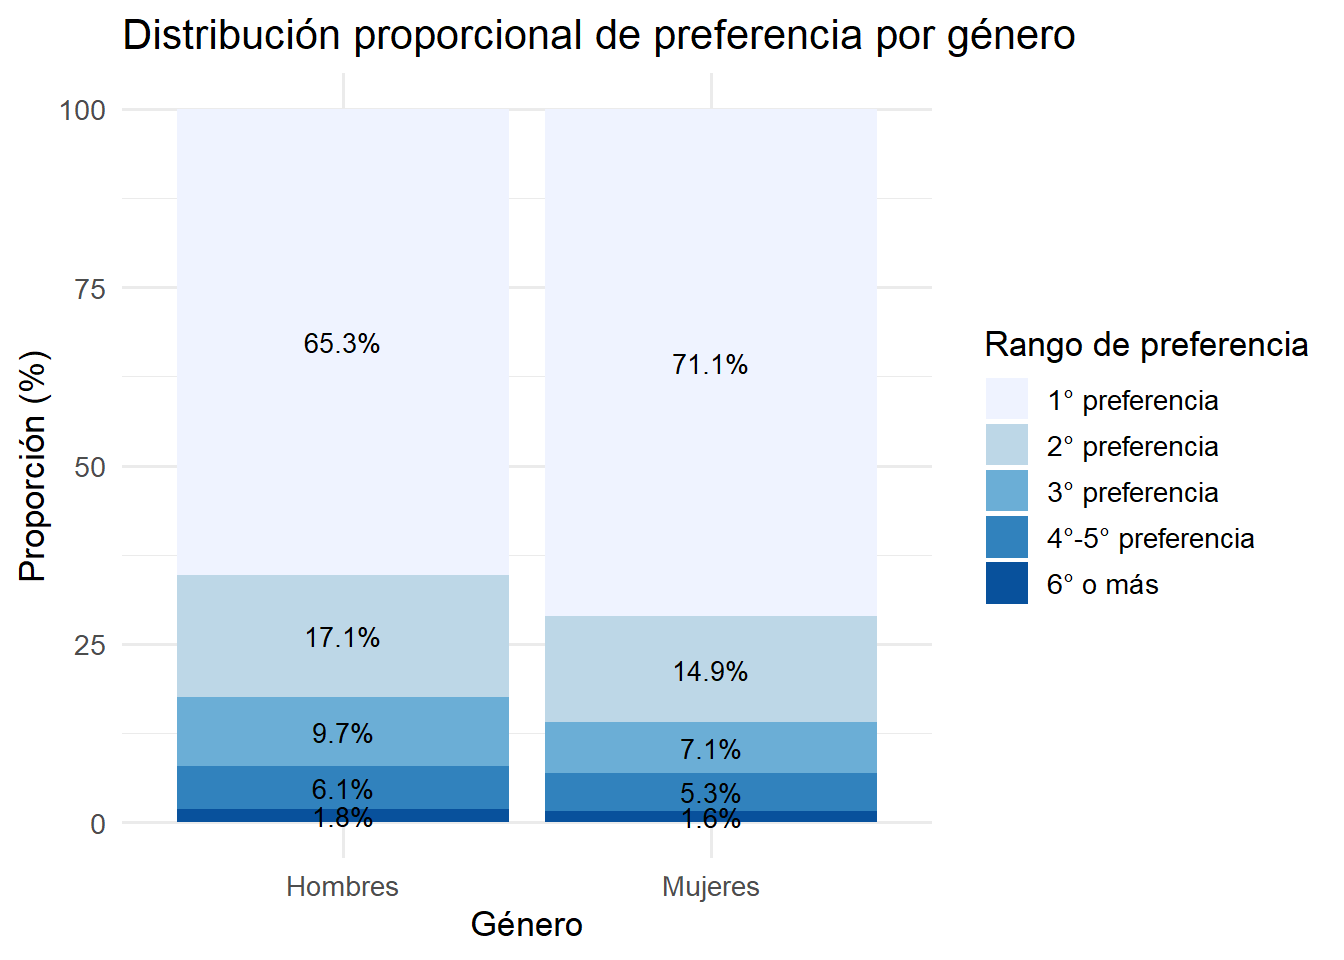 Distribución proporcional de preferencia por género
Proporción (%)
100
75
50
25
0
65.3%
17.1%
9.7%
6.1%
1.8%
71.1%
14.9%
7.1%
5.3%
1.6%
Hombres
Mujeres
Género
Rango de preferencia
1° preferencia
2° preferencia
3° preferencia
4°-5° preferencia
6° o más